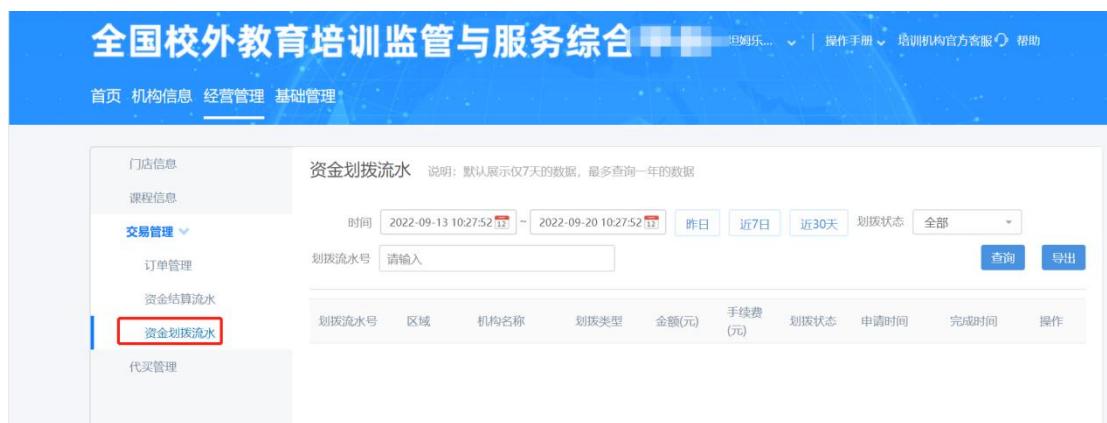 全国校外教育培训监管与服务综合
操作手册 培训机构官方客服 帮助
首页 机构信息 经营管理 基础管理
门店信息
课程信息
交易管理
订单管理
资金结算流水
资金划拨流水
代买管理
资金划拨流水 说明：默认展示仅7天的数据，最多查询一年的数据
时间 2022-09-13 10:27:52 ~ 2022-09-20 10:27:52 昨日 近7日 近30天 划拨状态 全部
划拨流水号 请输入 查询 导出
划拨流水号 区域 机构名称 划拨类型 金额(元) 手续费(元) 划拨状态 申请时间 完成时间 操作